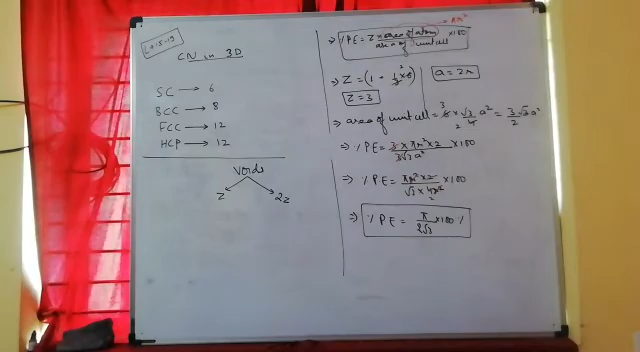 CN in 3D
SC → 6
BCC → 8
FCC → 12
HCP → 12
Voids
Z 2Z
⇒ % PE = Z × area of 1 atom / area of unit cell × 100
→ πr²
⇒ Z = (1 + 1/3 × 6)
a = 2r
Z = 3
⇒ area of unit cell = 6 × √3/4 a² = 3√3/2 a²
⇒ % PE = 3 × πr² × 2 / 3√3 a² × 100
⇒ % PE = πr² × 2 / √3 × 4r² × 100
⇒ % PE = π / 2√3 × 100 %